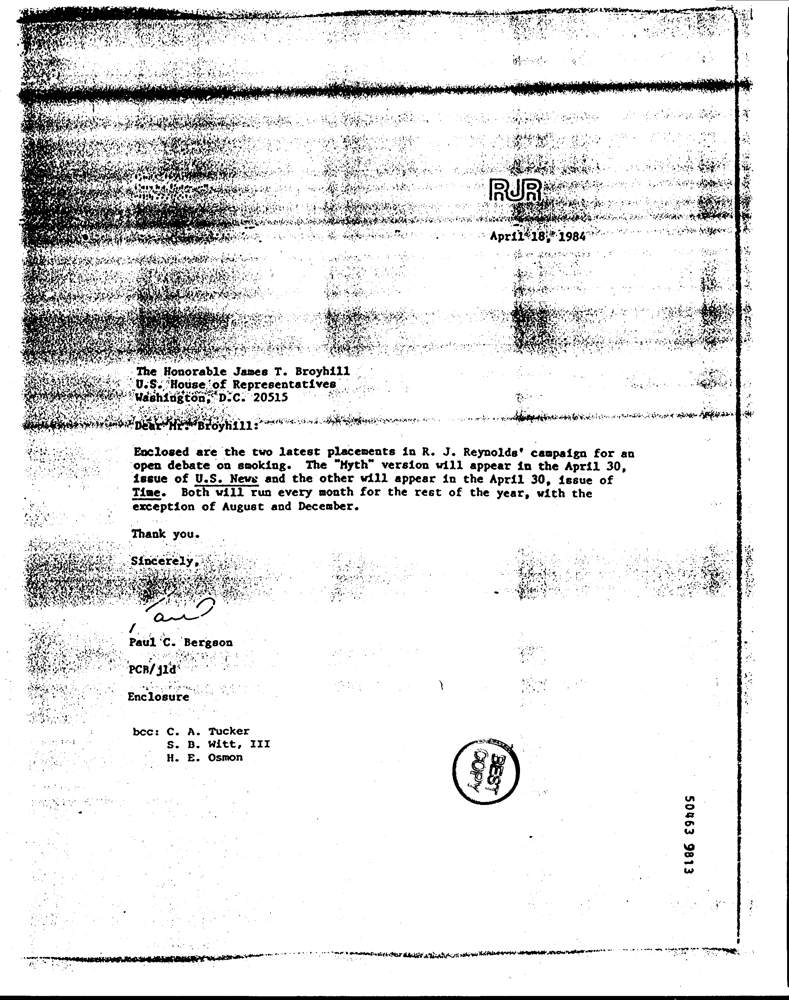 RJR
April 18, 1984
The Honorable James T. Broyhill
U.S. House of Representatives
Washington, D.C. 20515
Dear Mr. Broyhill:
Enclosed are the two latest placements in R. J. Reynolds' campaign for an
open debate on smoking. The "Myth" version will appear in the April 30,
issue of U.S. News and the other will appear in the April 30, issue of
Time. Both will run every month for the rest of the year, with the
exception of August and December.
Thank you.
Sincerely,
Paul
Paul C. Bergson
PCB/jld
Enclosure
bcc: C. A. Tucker
S. B. Witt, III
H. E. Osmon
BEST
COPY
50463 9813